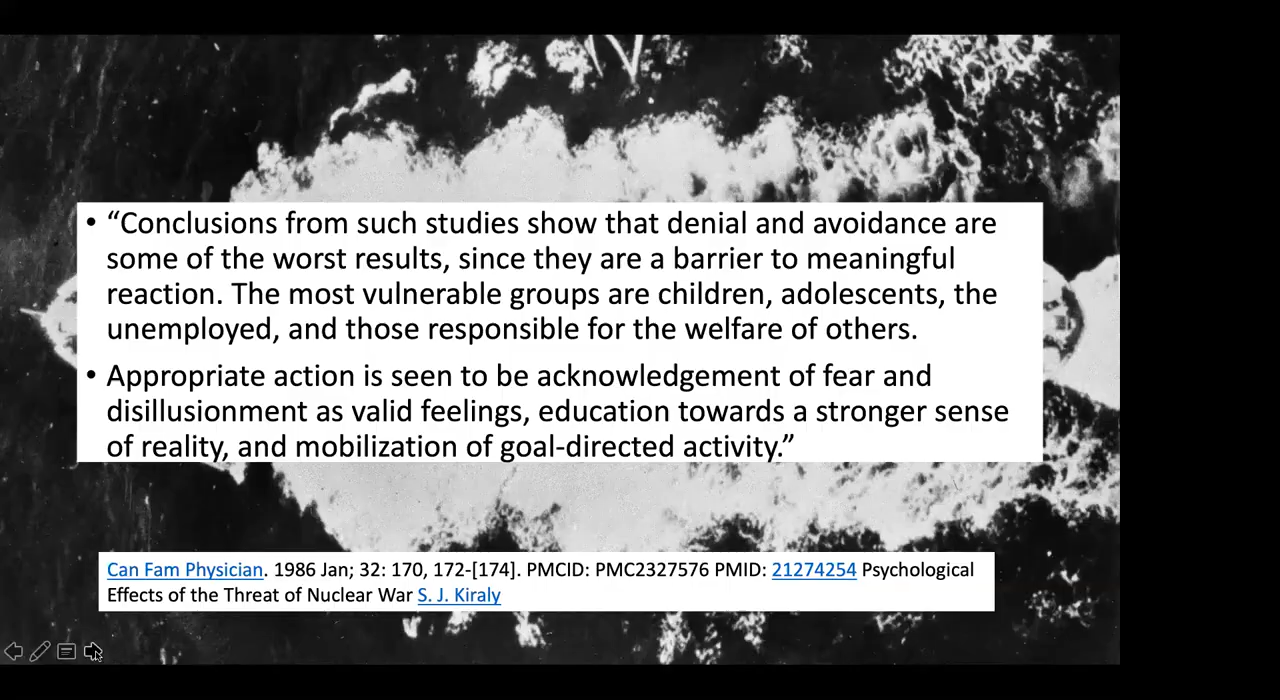 • “Conclusions from such studies show that denial and avoidance are
some of the worst results, since they are a barrier to meaningful
reaction. The most vulnerable groups are children, adolescents, the
unemployed, and those responsible for the welfare of others.
• Appropriate action is seen to be acknowledgement of fear and
disillusionment as valid feelings, education towards a stronger sense
of reality, and mobilization of goal-directed activity.”
Can Fam Physician. 1986 Jan; 32: 170, 172-[174]. PMCID: PMC2327576 PMID: 21274254 Psychological
Effects of the Threat of Nuclear War S. J. Kiraly